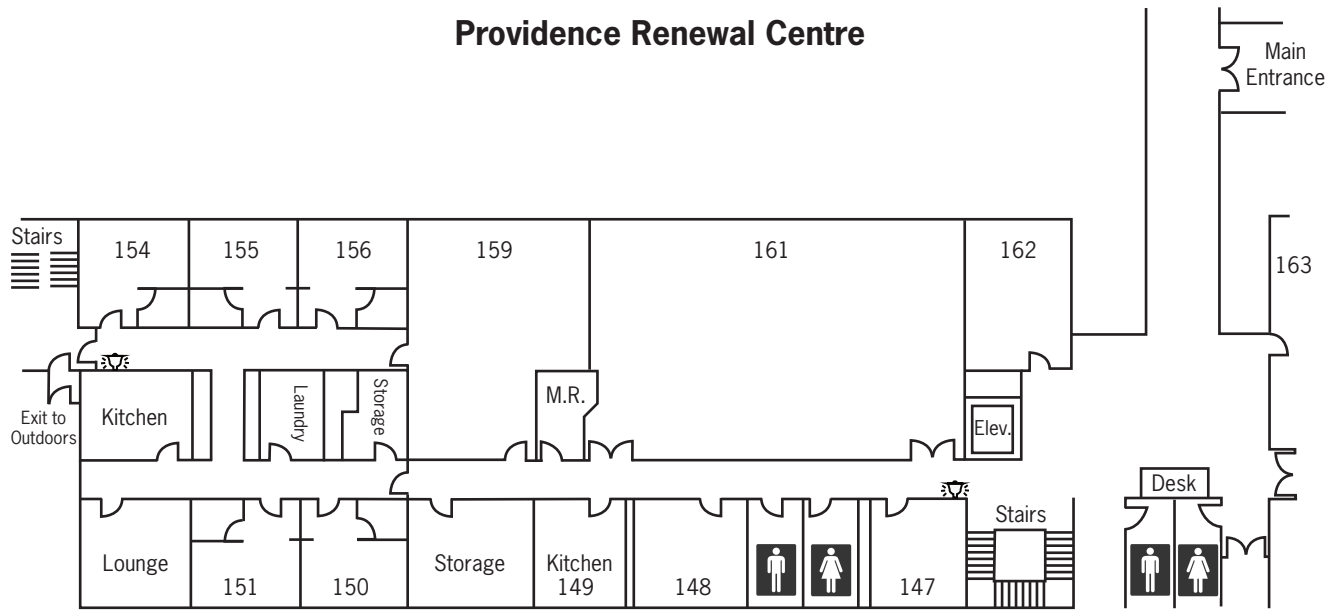 Providence Renewal Centre
Main
Entrance
Stairs
154
155
156
159
161
162
163
Kitchen
Laundry
Storage
M.R.
Elev.
Exit to
Outdoors
Desk
Stairs
Lounge
151
150
Storage
Kitchen
149
148
147